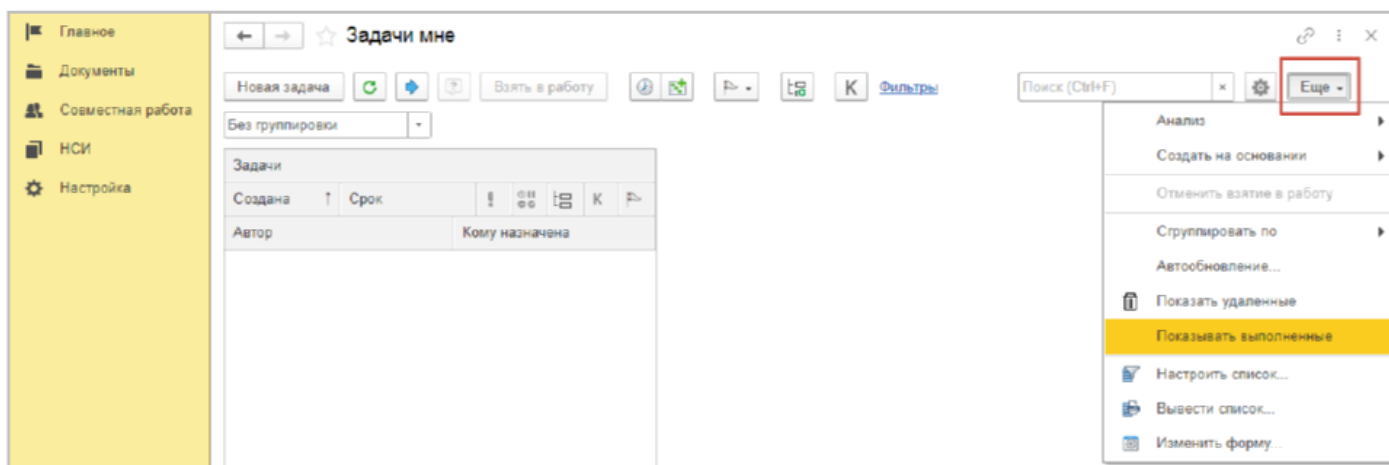 Главное
Документы
Совместная работа
НСИ
Настройка
Задачи мне
Новая задача
Взять в работу
К
Фильтры
Поиск (Ctrl+F)
Еще
Без группировки
Задачи
Создана
Срок
К
Автор
Кому назначена
Анализ
Создать на основании
Отменить взятие в работу
Сгруппировать по
Автообновление...
Показать удаленные
Показывать выполненные
Настроить список...
Вывести список...
Изменить форму...